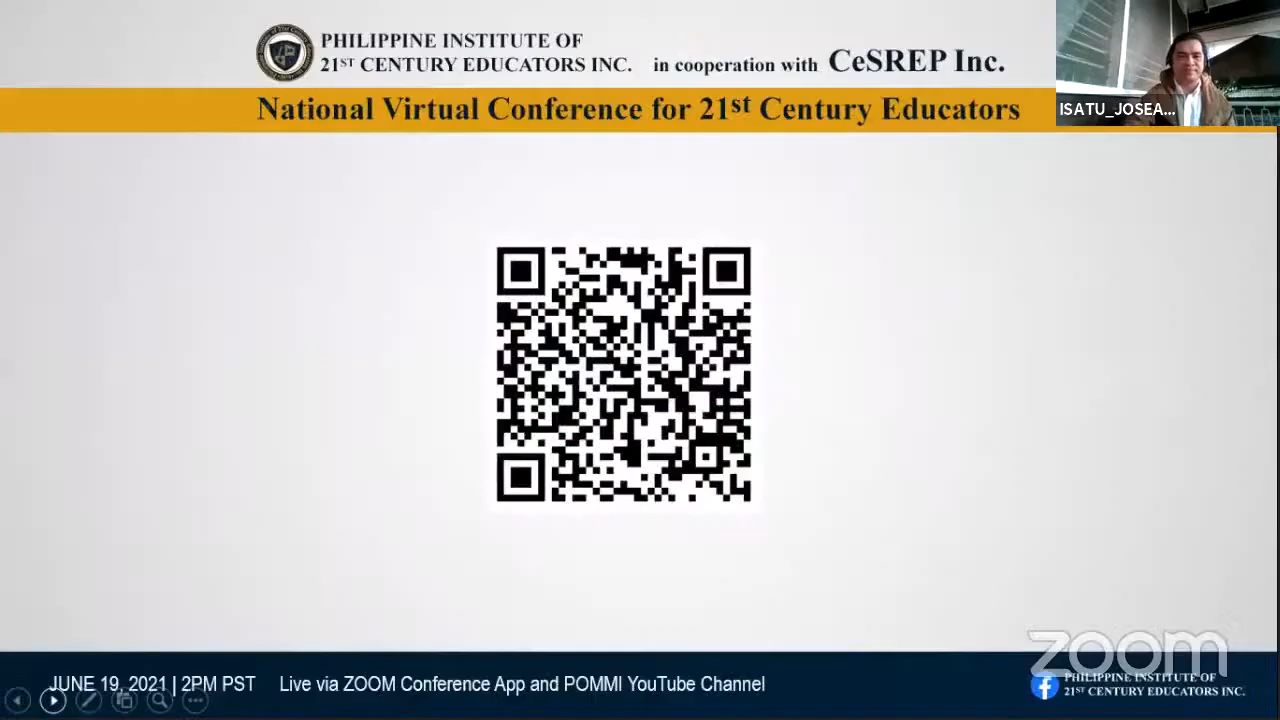 PHILIPPINE INSTITUTE OF
21ST CENTURY EDUCATORS INC. in cooperation with CeSREP Inc.
National Virtual Conference for 21st Century Educators
ISATU_JOSEA...
JUNE 19, 2021 | 2PM PST Live via ZOOM Conference App and POMMI YouTube Channel
zoom
PHILIPPINE INSTITUTE OF
21ST CENTURY EDUCATORS INC.